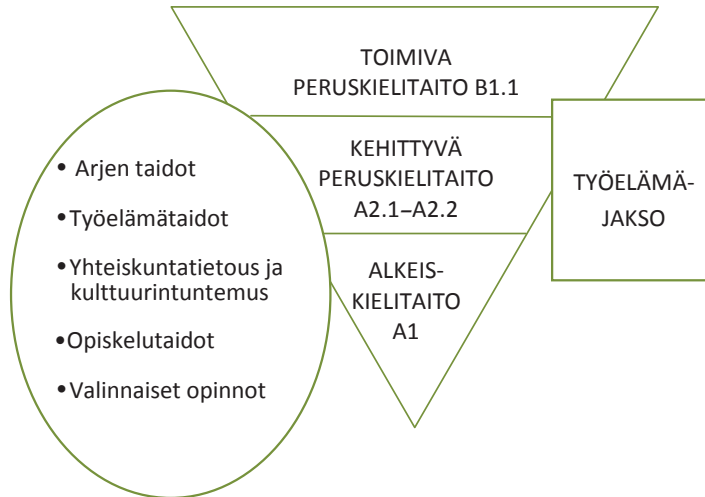 TOIMIVA
PERUSKIELITAITO B1.1
KEHITTYVÄ
PERUSKIELITAITO
A2.1–A2.2
ALKEIS-
KIELITAITO
A1
• Arjen taidot
• Työelämätaidot
• Yhteiskuntatietous ja
kulttuurintuntemus
• Opiskelutaidot
• Valinnaiset opinnot
TYÖELÄMÄ-
JAKSO